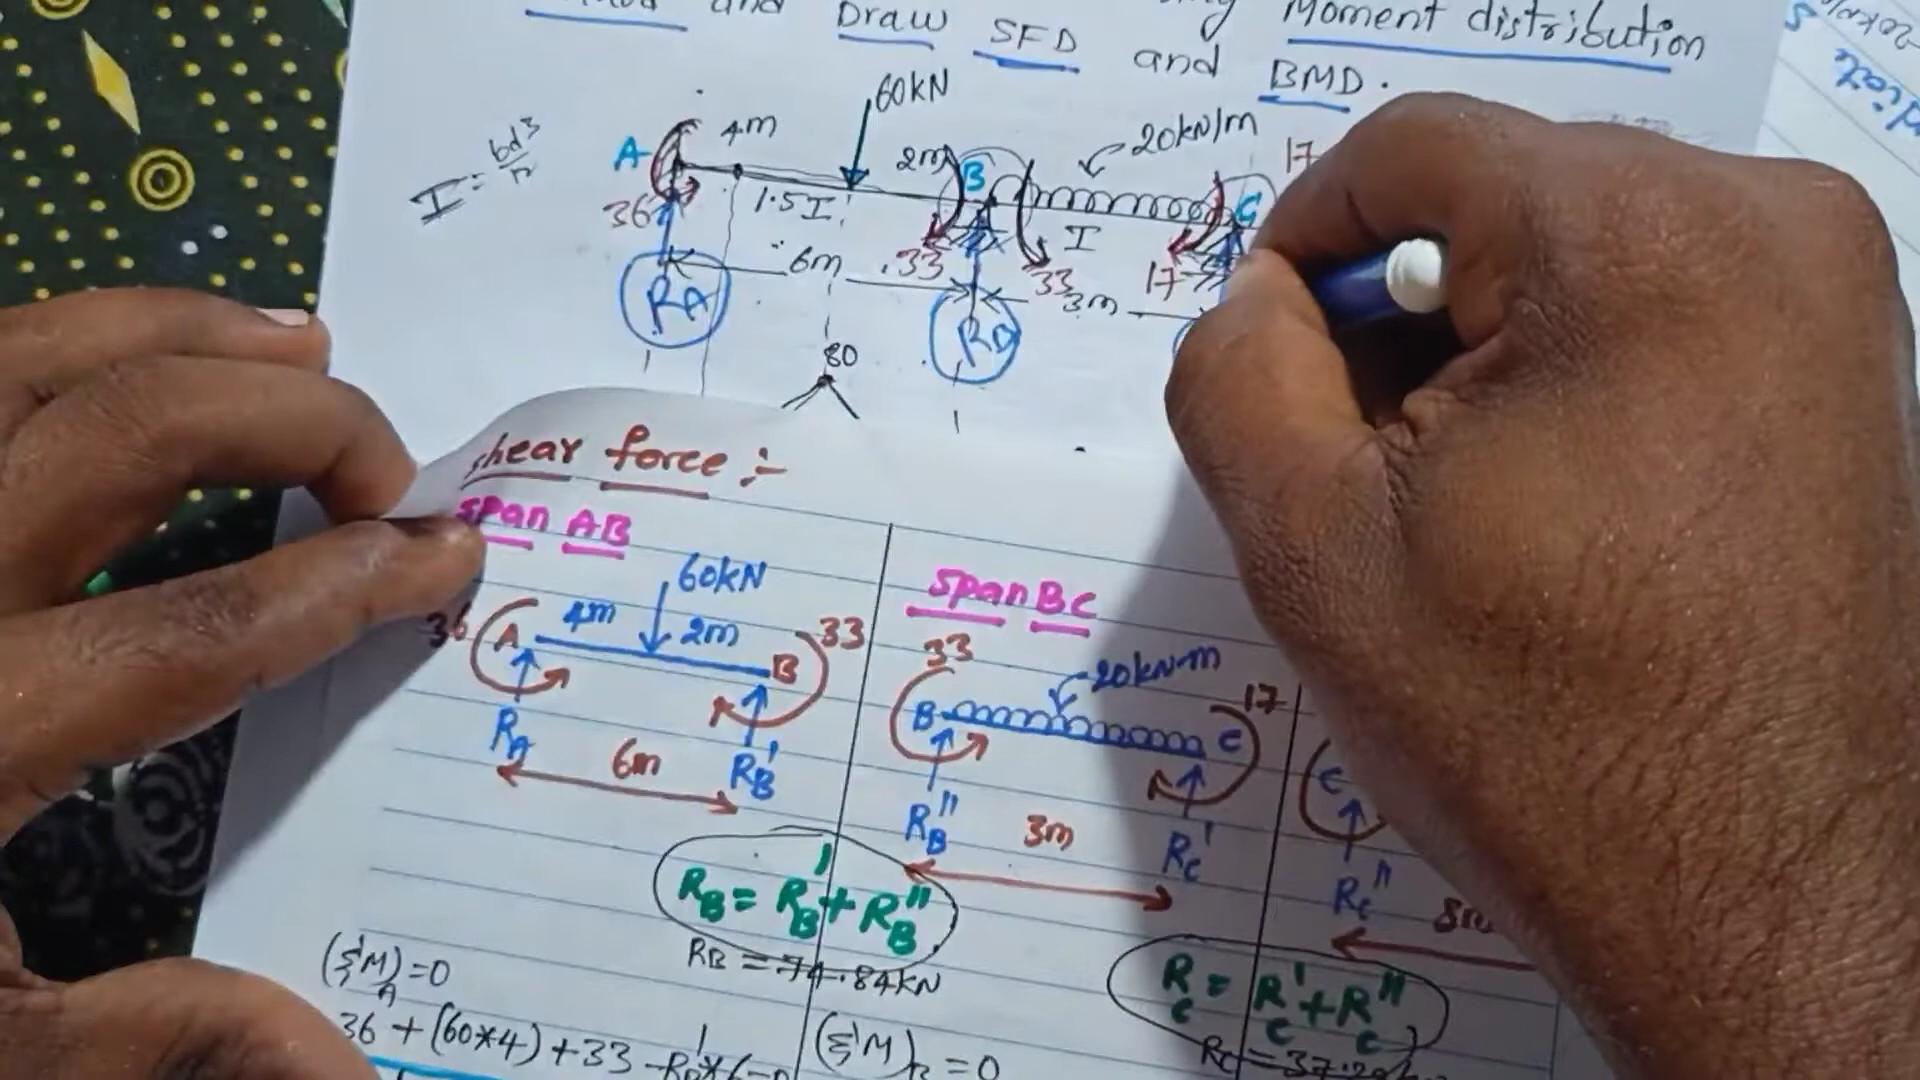 and
Draw SFD
and
Moment distribution
BMD.
I = bd³
A
4m
60kN
2m
B
20kN/m
17
C
36
1.5I
33
33
I
17
RA
6m
RB
3m
80
shear force :-
span AB
60kN
36
A
4m
2m
B
33
RA
RB'
6m
span BC
33
20kN-m
17
B
C
RB''
3m
RC'
C
RC''
RB = RB' + RB''
RB = 74.84kN
RC = RC' + RC''
(ΣM)A = 0
36 + (60*4) + 33
(ΣM)B = 0